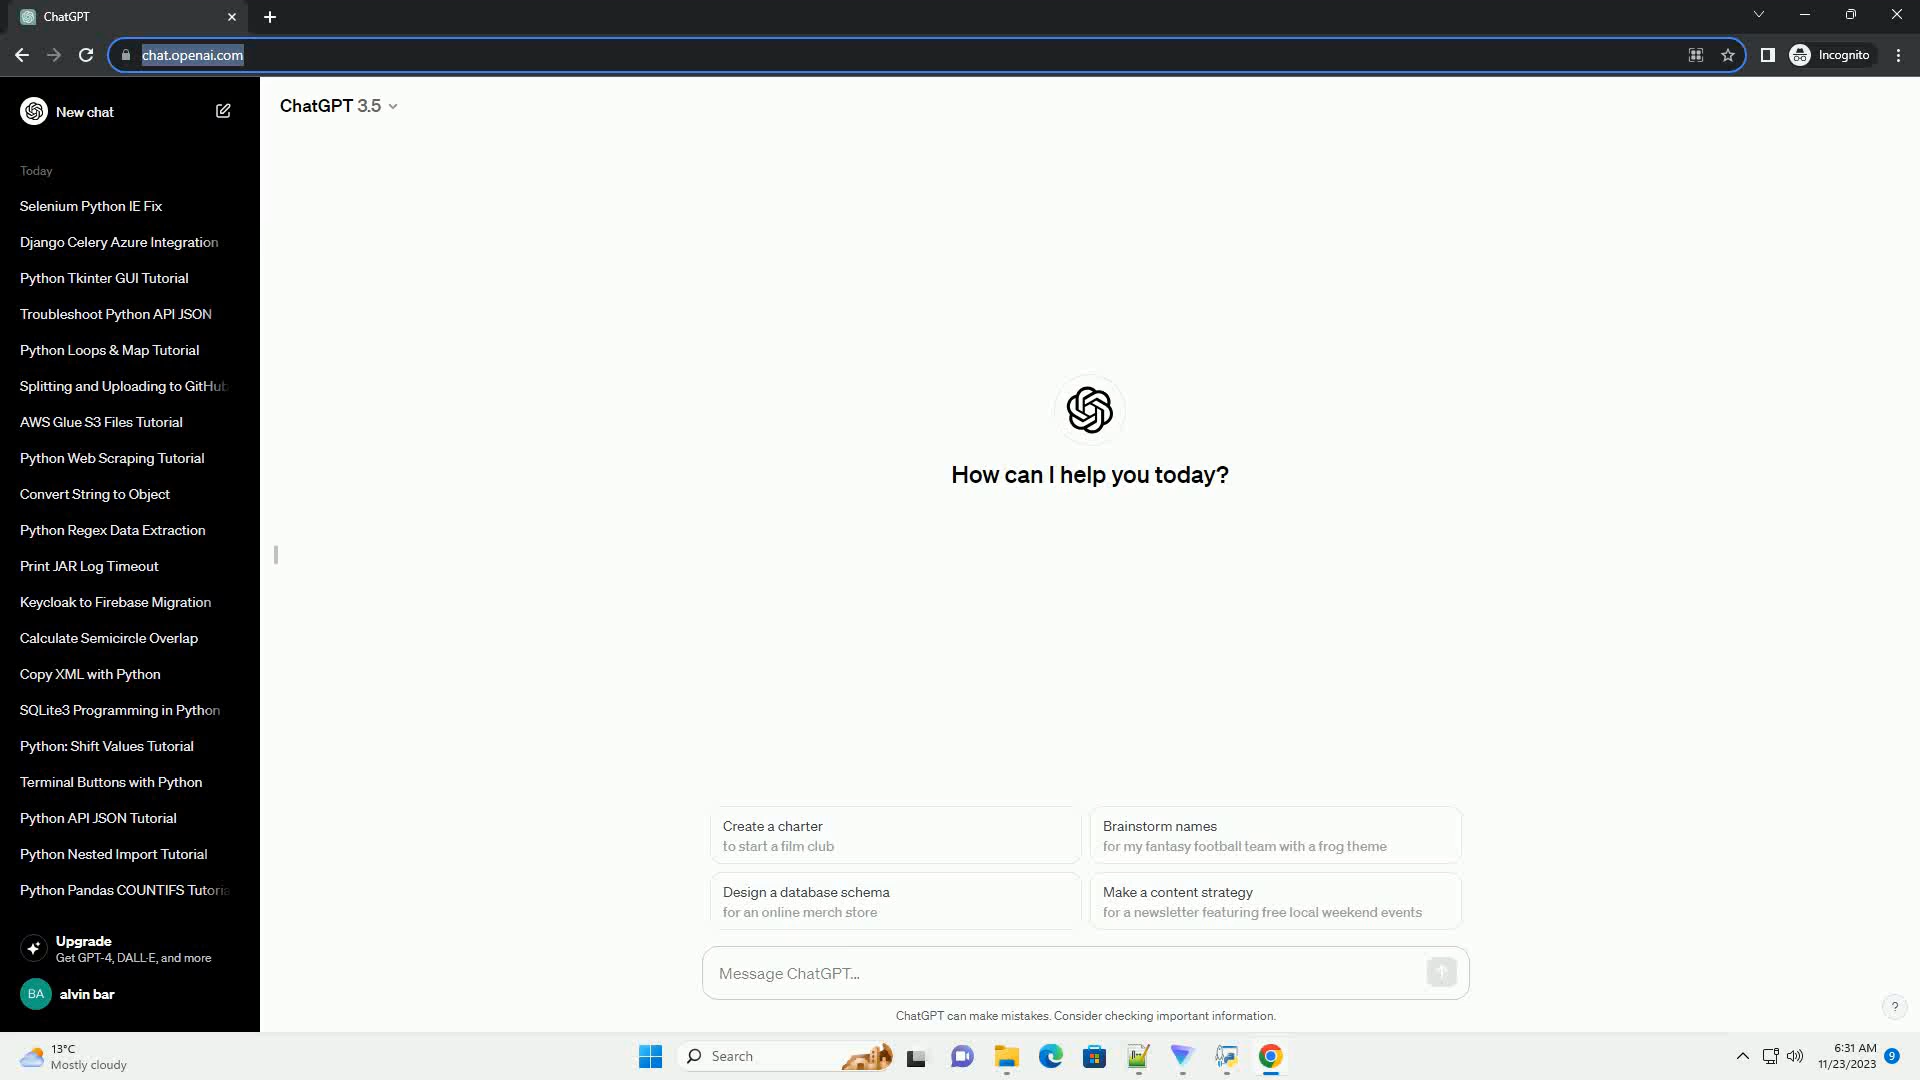 ChatGPT
chat.openai.com
Incognito
New chat
ChatGPT 3.5
Today
Selenium Python IE Fix
Django Celery Azure Integration
Python Tkinter GUI Tutorial
Troubleshoot Python API JSON
Python Loops & Map Tutorial
Splitting and Uploading to GitHub
AWS Glue S3 Files Tutorial
Python Web Scraping Tutorial
Convert String to Object
Python Regex Data Extraction
Print JAR Log Timeout
Keycloak to Firebase Migration
Calculate Semicircle Overlap
Copy XML with Python
SQLite3 Programming in Python
Python: Shift Values Tutorial
Terminal Buttons with Python
Python API JSON Tutorial
Python Nested Import Tutorial
Python Pandas COUNTIFS Tutoria
Upgrade
Get GPT-4, DALL·E, and more
BA alvin bar
How can I help you today?
Create a charter
to start a film club
Brainstorm names
for my fantasy football team with a frog theme
Design a database schema
for an online merch store
Make a content strategy
for a newsletter featuring free local weekend events
Message ChatGPT...
ChatGPT can make mistakes. Consider checking important information.
?
13°C
Mostly cloudy
Search
6:31 AM
11/23/2023
9